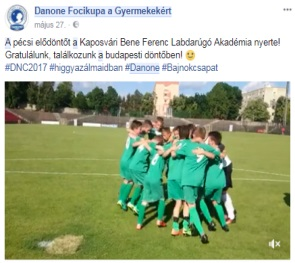 Danone Focikupa a Gyermekekért
május 27. ·
A pécsi elődöntőt a Kaposvári Bene Ferenc Labdarúgó Akadémia nyerte!
Gratulálunk, találkozunk a budapesti döntőben! 😉
#DNC2017 #higgyazálmaidban #Danone #Bajnokcsapat